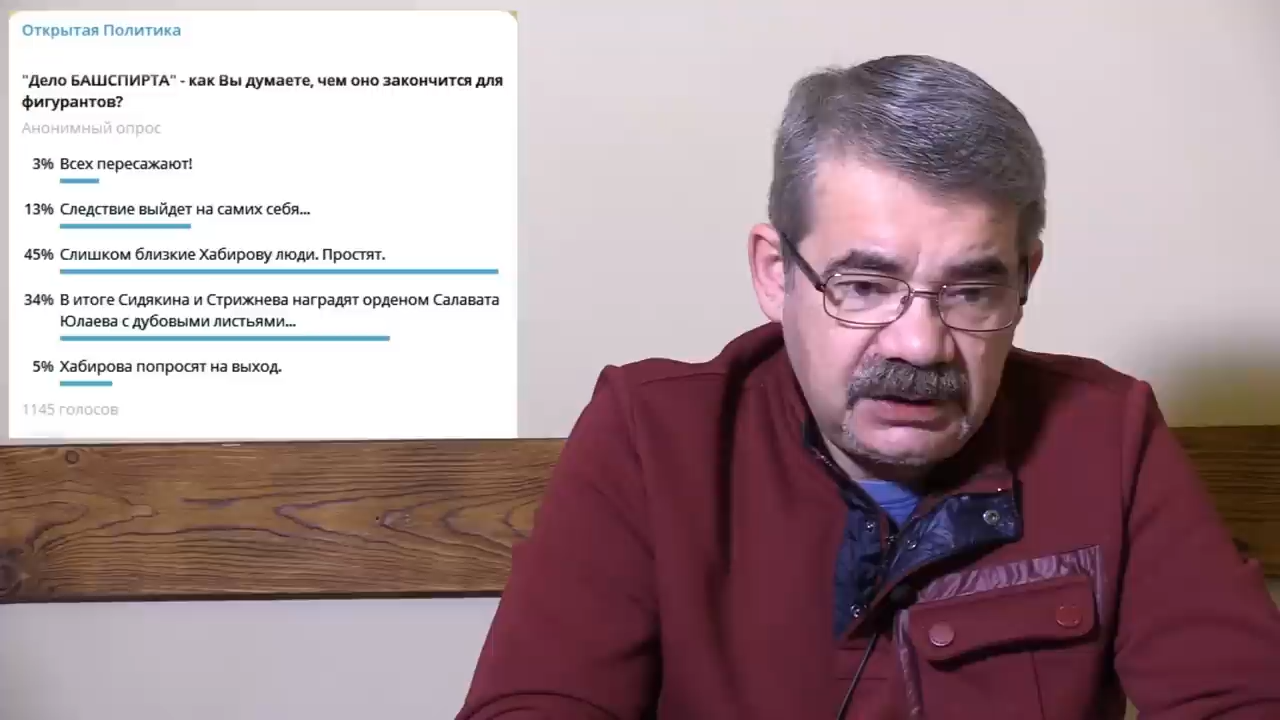 Открытая Политика
"Дело БАШСПИРТА" - как Вы думаете, чем оно закончится для
фигурантов?
Анонимный опрос
3% Всех пересажают!
13% Следствие выйдет на самих себя...
45% Слишком близкие Хабирову люди. Простят.
34% В итоге Сидякина и Стрижнева наградят орденом Салавата
Юлаева с дубовыми листьями...
5% Хабирова попросят на выход.
1145 голосов